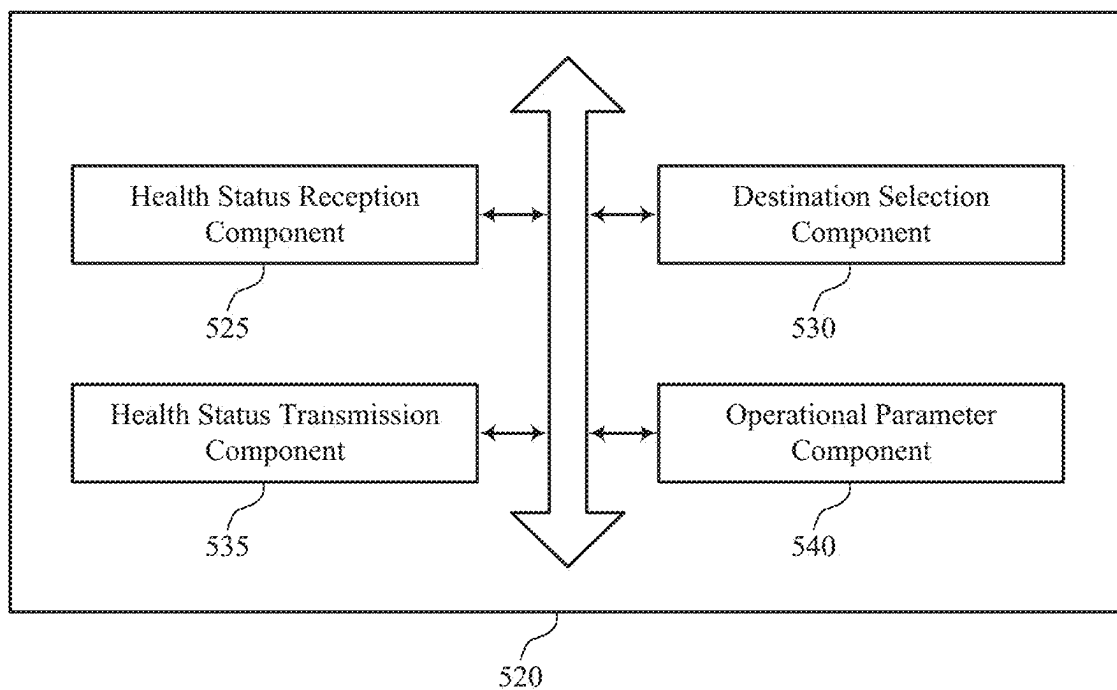 Health Status Reception
Component
525
Destination Selection
Component
530
Health Status Transmission
Component
535
Operational Parameter
Component
540
520